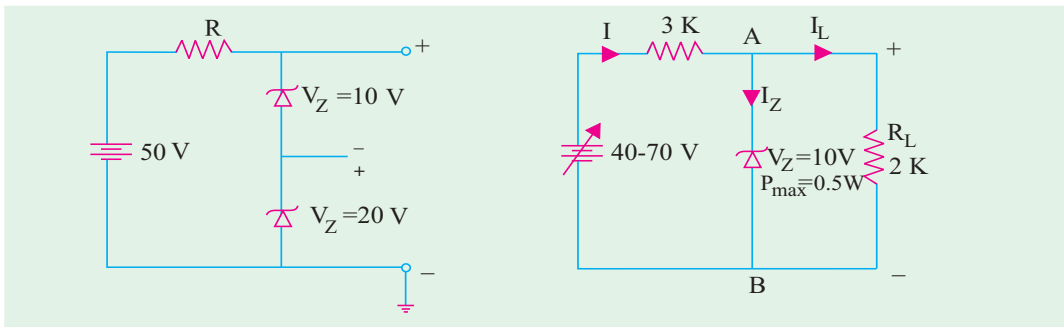 R
+
V_Z =10 V
50 V
–
+
V_Z =20 V
–
I
3 K
A
I_L
+
I_Z
40-70 V
V_Z=10V
P_max=0.5W
R_L
2 K
B
–